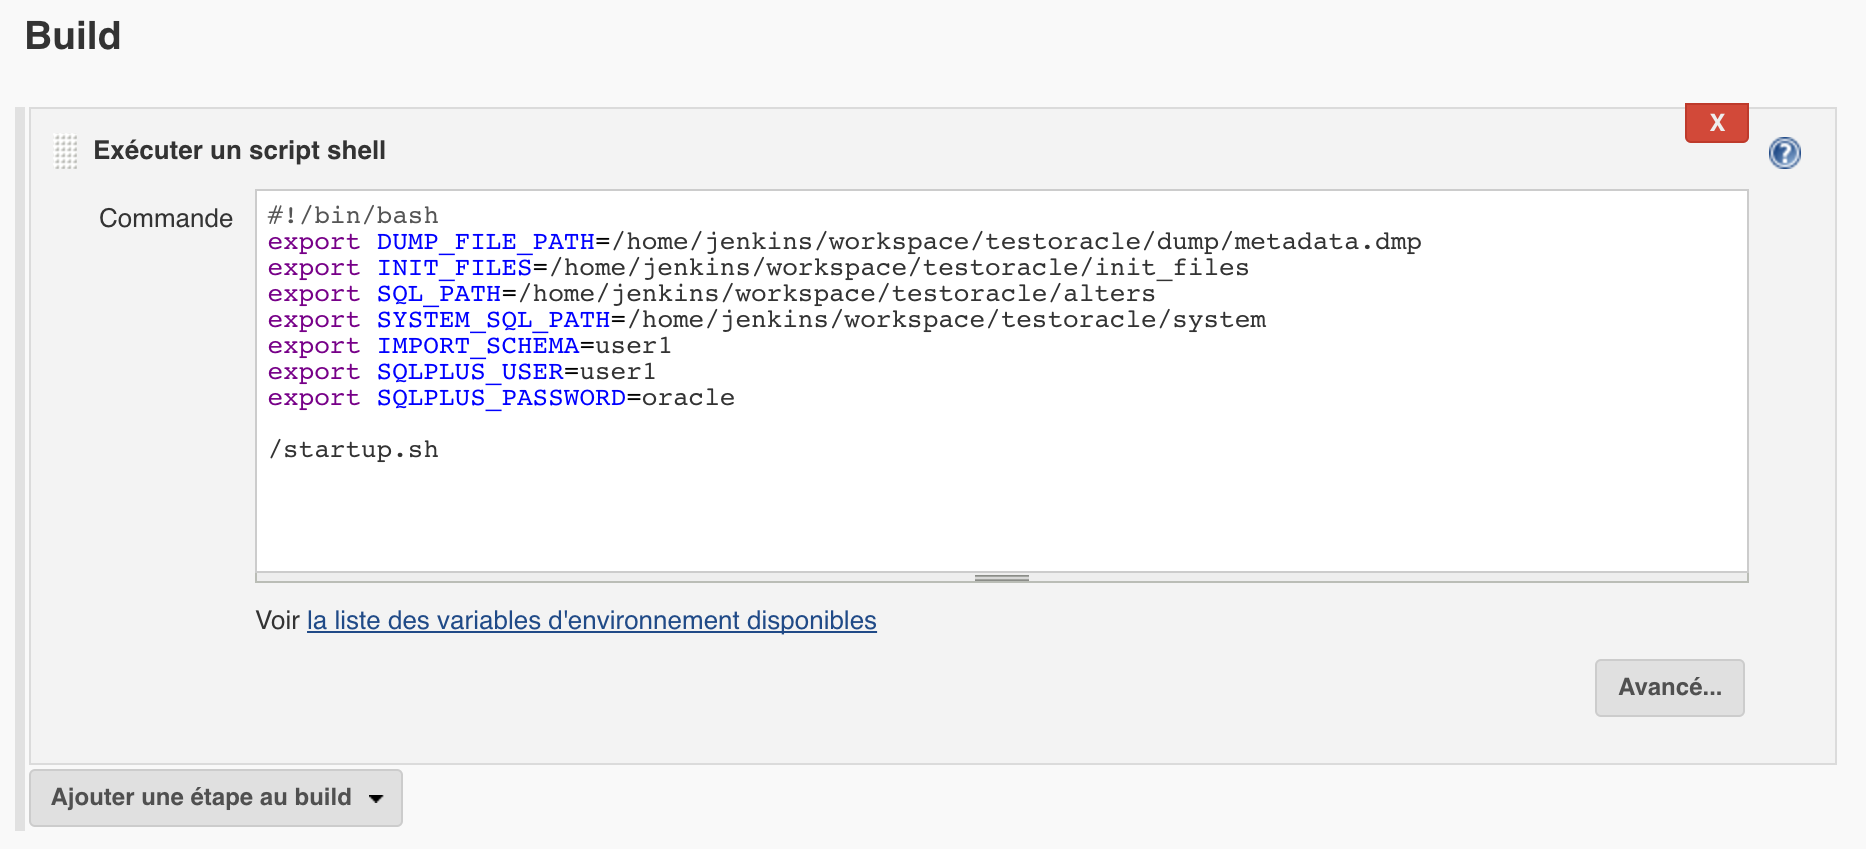 Build
X
Exécuter un script shell
?
Commande
#!/bin/bash
export DUMP_FILE_PATH=/home/jenkins/workspace/testoracle/dump/metadata.dmp
export INIT_FILES=/home/jenkins/workspace/testoracle/init_files
export SQL_PATH=/home/jenkins/workspace/testoracle/alters
export SYSTEM_SQL_PATH=/home/jenkins/workspace/testoracle/system
export IMPORT_SCHEMA=user1
export SQLPLUS_USER=user1
export SQLPLUS_PASSWORD=oracle
/startup.sh
Voir la liste des variables d'environnement disponibles
Avancé...
Ajouter une étape au build